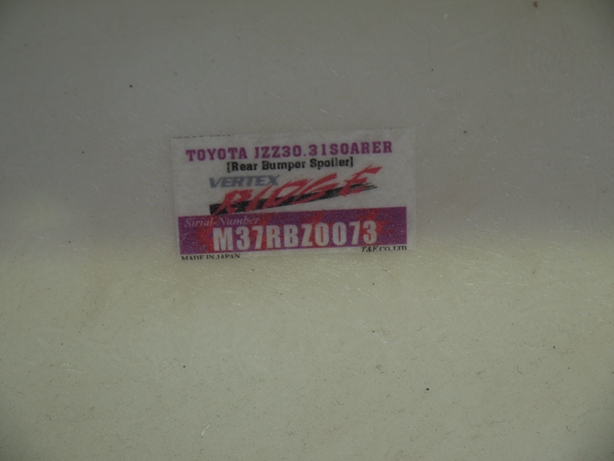 TOYOTA JZZ30.31SOARER
[Rear Bumper Spoiler]
VERTEX
RIDGE
Serial-Number
M37RBZ0073
MADE IN JAPAN T&E CO.,LTD